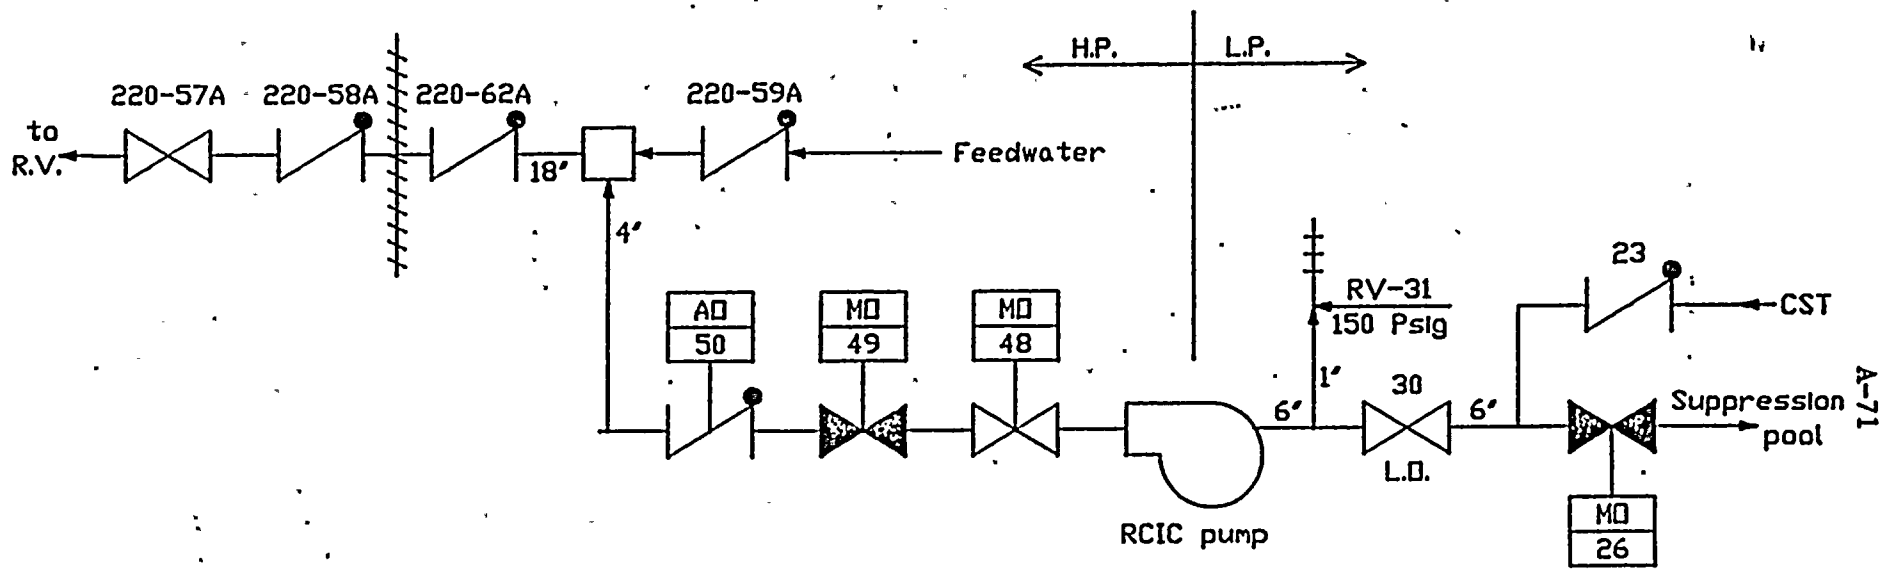 H.P.
L.P.
220-57A
220-58A
220-62A
220-59A
to
R.V.
18"
Feedwater
4"
23
RV-31
150 Psig
CST
AO
50
MO
49
MO
48
1"
30
6"
6"
L.O.
Suppression
pool
MO
26
RCIC pump
A-71